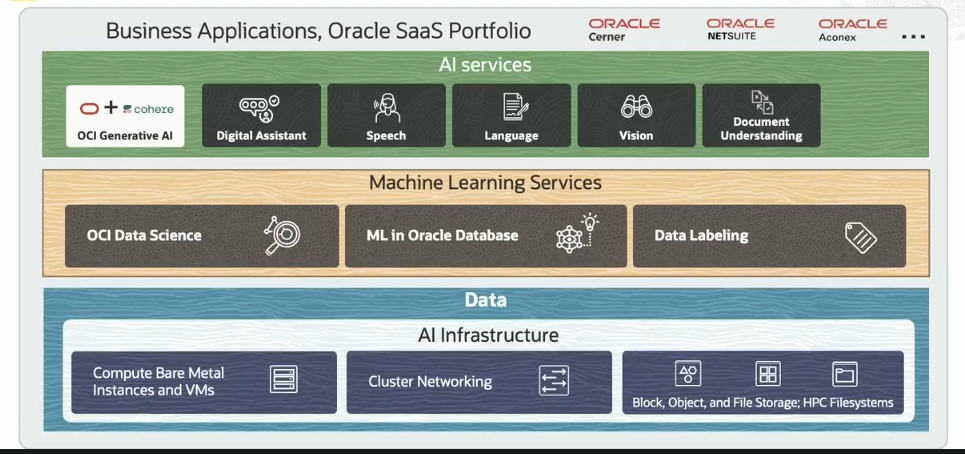 Business Applications, Oracle SaaS Portfolio
ORACLE
Cerner
ORACLE
NETSUITE
ORACLE
Aconex
...
AI services
+ cohere
OCI Generative AI
Digital Assistant
Speech
Language
Vision
Document
Understanding
Machine Learning Services
OCI Data Science
ML in Oracle Database
Data Labeling
Data
AI Infrastructure
Compute Bare Metal
Instances and VMs
Cluster Networking
Block, Object, and File Storage; HPC Filesystems